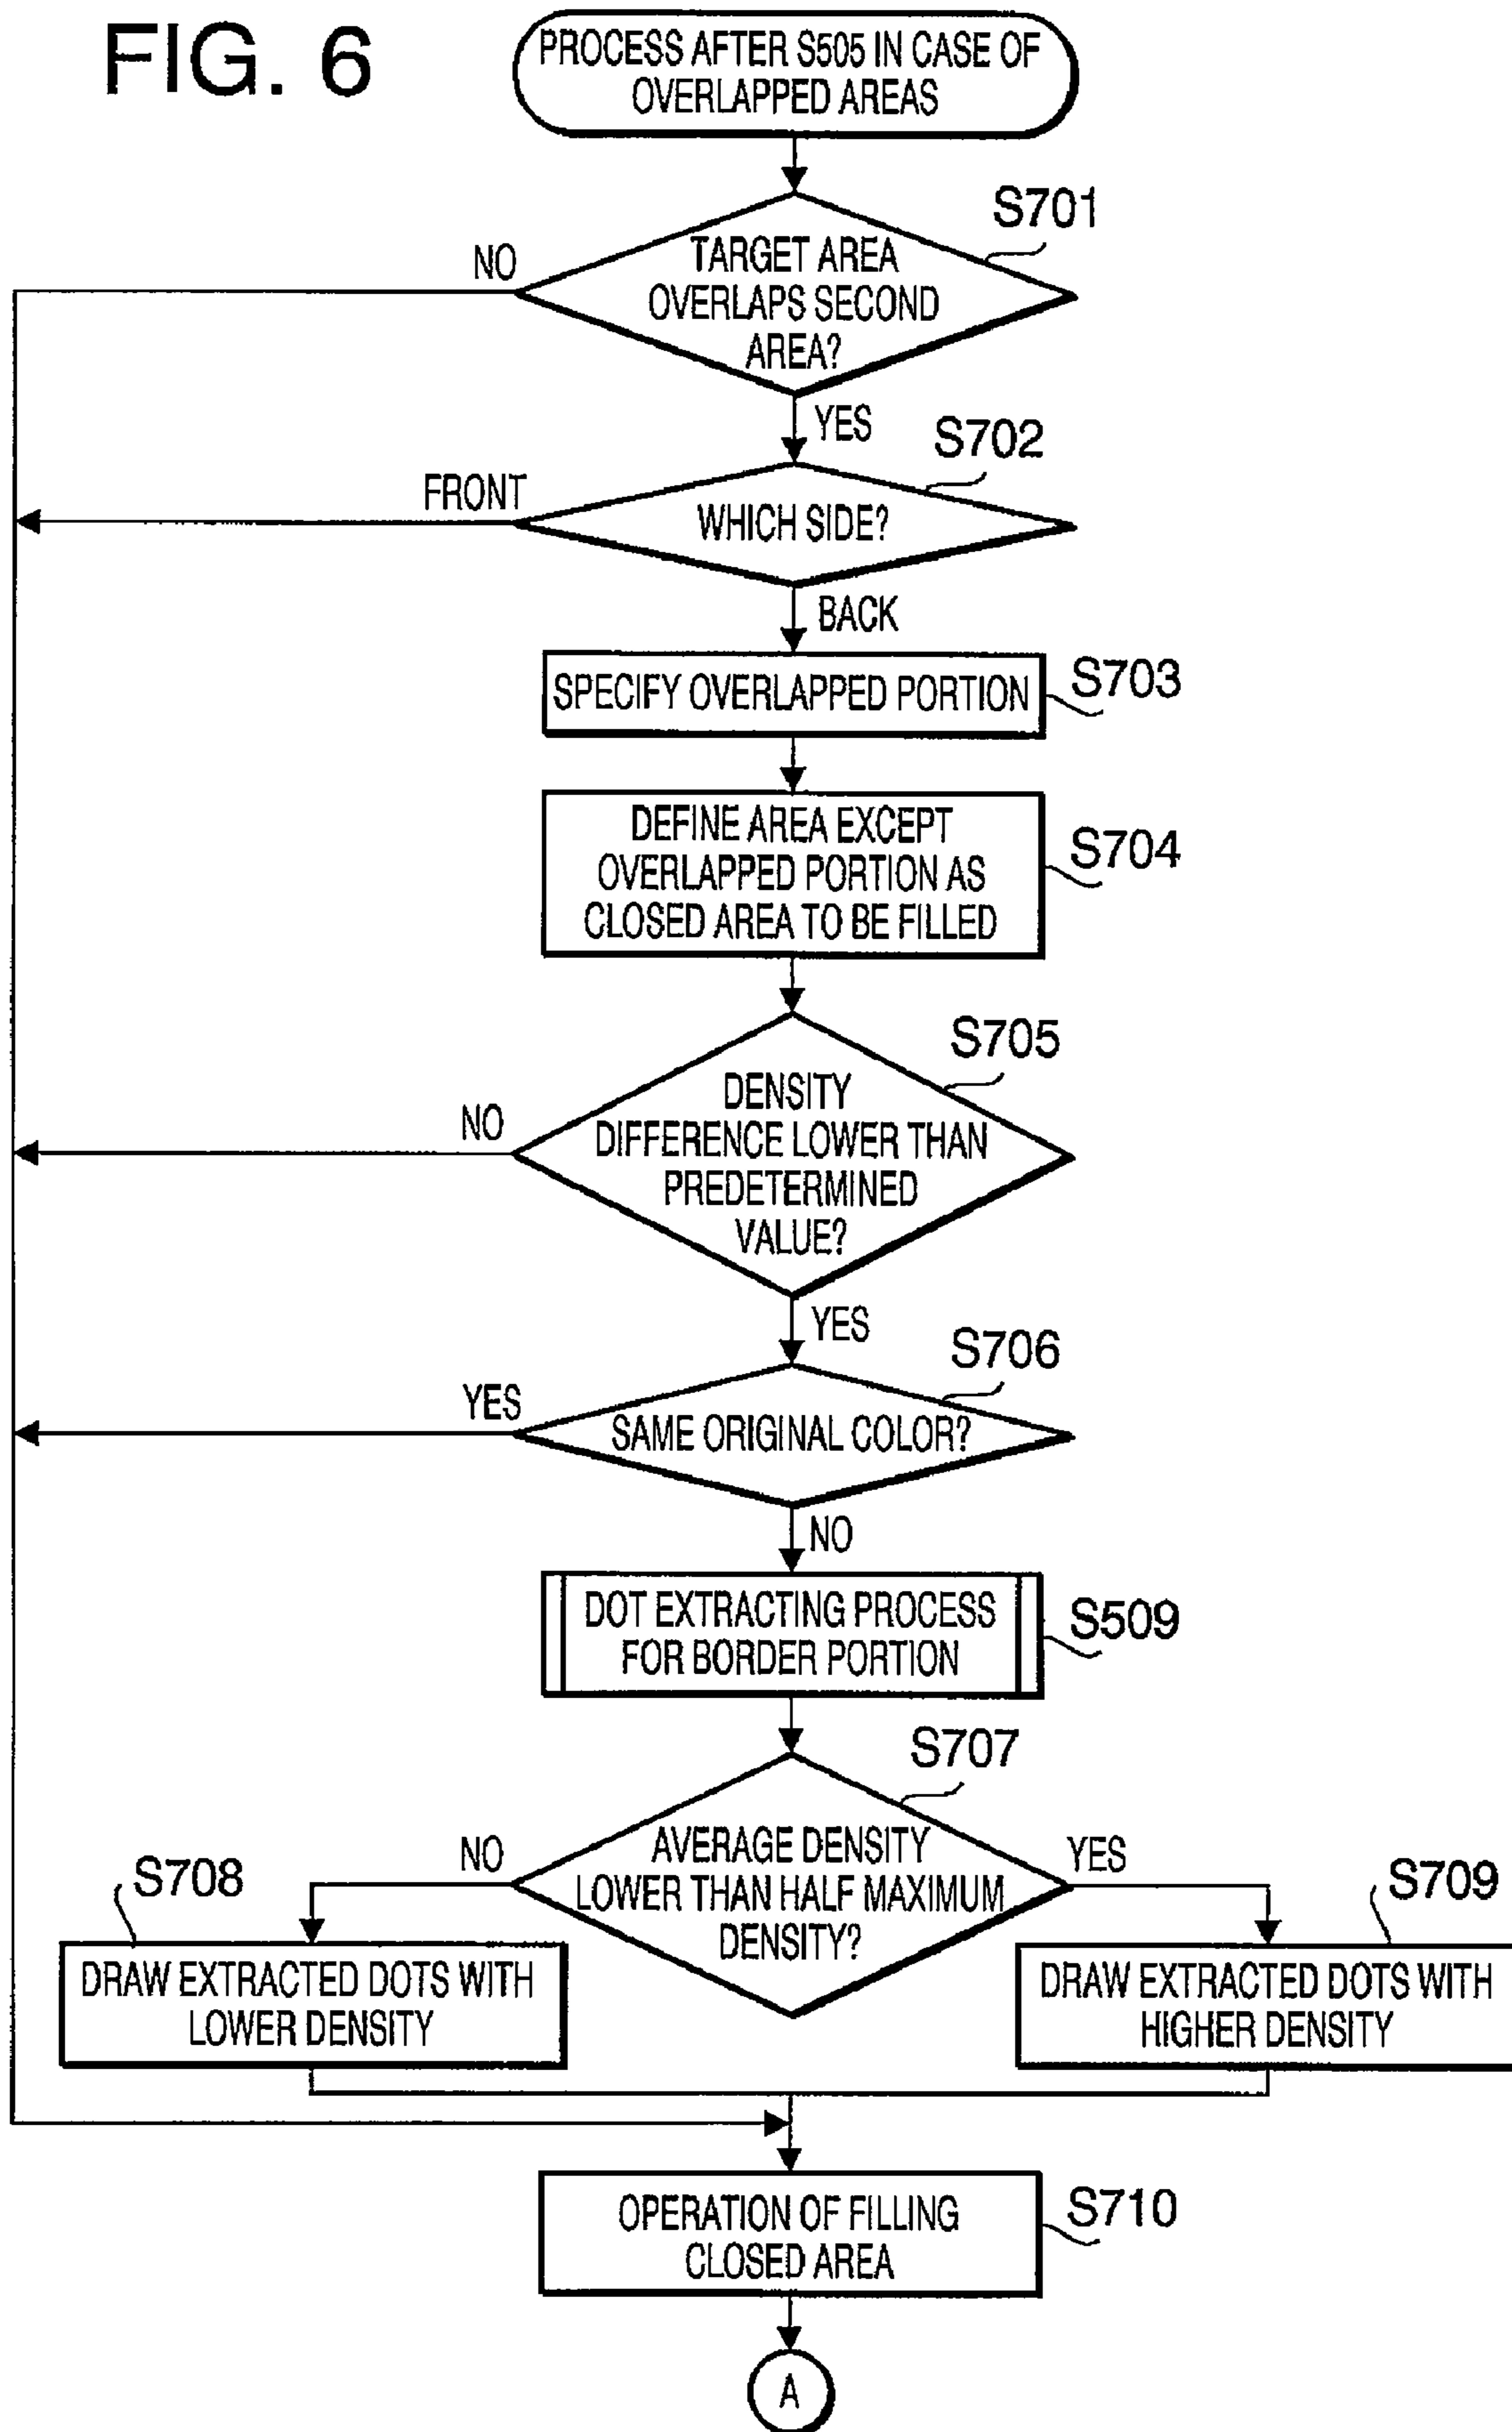 FIG. 6
PROCESS AFTER S505 IN CASE OF
OVERLAPPED AREAS
S701
NO
TARGET AREA
OVERLAPS SECOND
AREA?
YES
S702
FRONT
WHICH SIDE?
BACK
SPECIFY OVERLAPPED PORTION
S703
DEFINE AREA EXCEPT
OVERLAPPED PORTION AS
CLOSED AREA TO BE FILLED
S704
S705
NO
DENSITY
DIFFERENCE LOWER THAN
PREDETERMINED
VALUE?
YES
S706
YES
SAME ORIGINAL COLOR?
NO
DOT EXTRACTING PROCESS
FOR BORDER PORTION
S509
S707
NO
AVERAGE DENSITY
LOWER THAN HALF MAXIMUM
DENSITY?
YES
S708
S709
DRAW EXTRACTED DOTS WITH
LOWER DENSITY
DRAW EXTRACTED DOTS WITH
HIGHER DENSITY
OPERATION OF FILLING
CLOSED AREA
S710
A